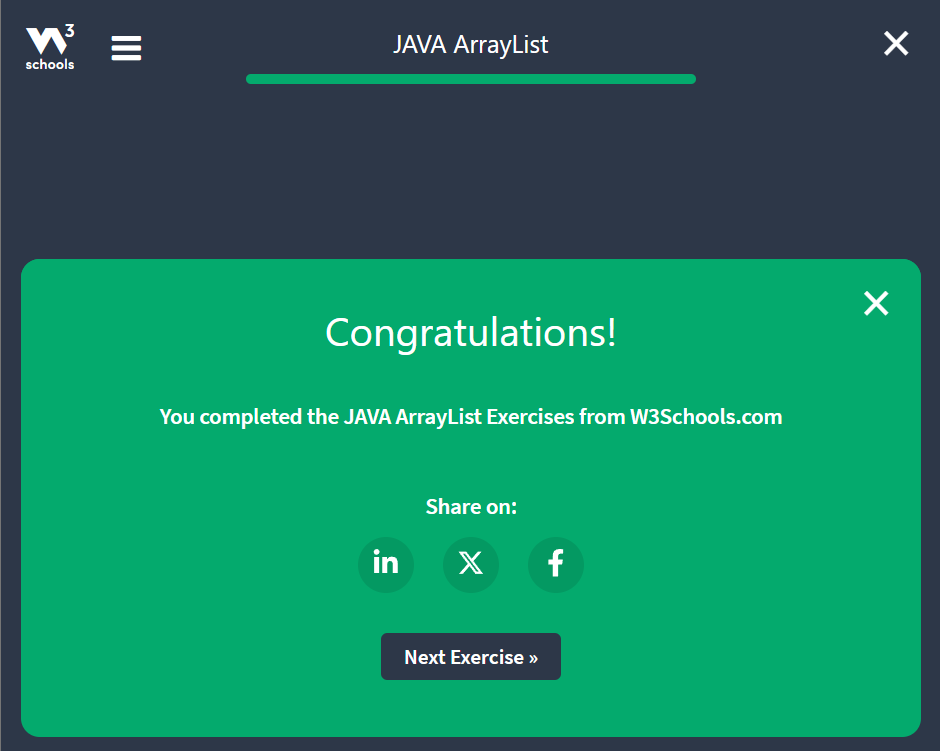 W3
schools
JAVA ArrayList
Congratulations!
You completed the JAVA ArrayList Exercises from W3Schools.com
Share on:
in X f
Next Exercise »